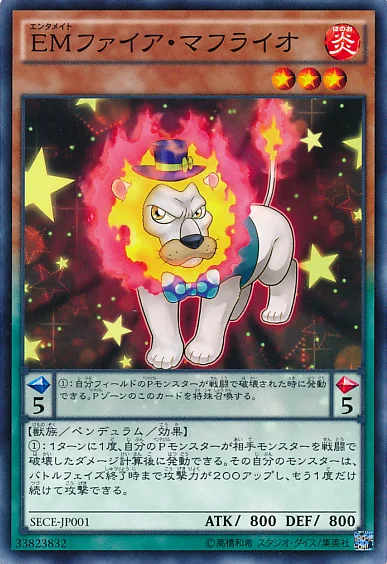 エンタメイト
EMファイア・マフライオ
ほのお
炎
5
①:自分フィールドのPモンスターが戦闘で破壊された時に発動
できる。Pゾーンのこのカードを特殊召喚する。
5
【獣族／ペンデュラム／効果】
①:1ターンに1度、自分のPモンスターが相手モンスターを戦闘で
破壊したダメージ計算後に発動できる。その自分のモンスターは、
バトルフェイズ終了時まで攻撃力が200アップし、もう1度だけ
続けて攻撃できる。
SECE-JP001
ATK/ 800 DEF/ 800
33823832
©高橋和希 スタジオ・ダイス/集英社